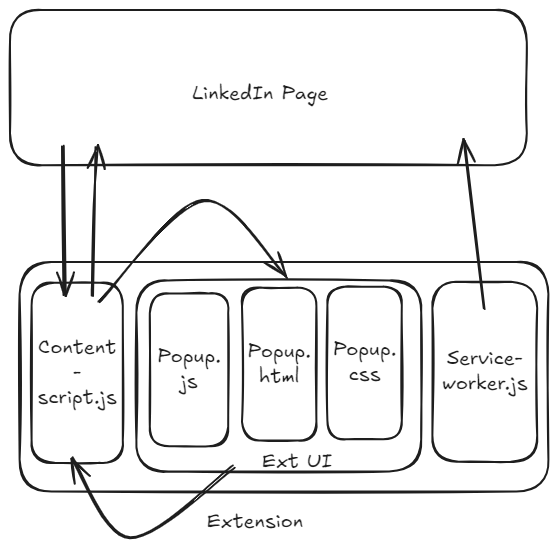 LinkedIn Page
Content
-
script.js
Popup.
js
Popup.
html
Popup.
css
Service-
worker.js
Ext UI
Extension